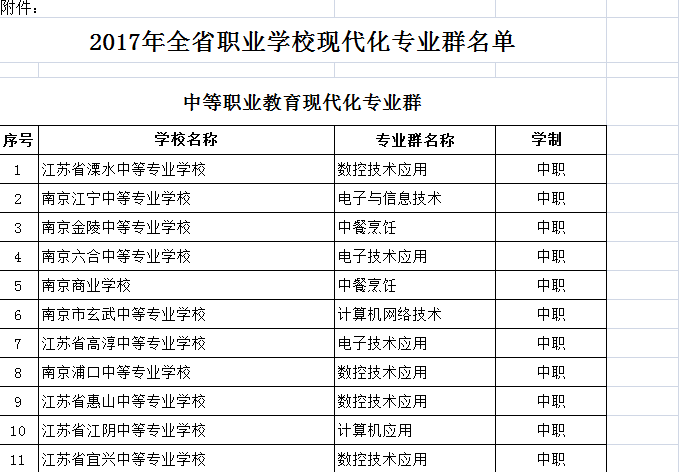 附件：
2017年全省职业学校现代化专业群名单
中等职业教育现代化专业群
序号 学校名称 专业群名称 学制
1 江苏省溧水中等专业学校 数控技术应用 中职
2 南京江宁中等专业学校 电子与信息技术 中职
3 南京金陵中等专业学校 中餐烹饪 中职
4 南京六合中等专业学校 电子技术应用 中职
5 南京商业学校 中餐烹饪 中职
6 南京市玄武中等专业学校 计算机网络技术 中职
7 江苏省高淳中等专业学校 电子技术应用 中职
8 南京浦口中等专业学校 数控技术应用 中职
9 江苏省惠山中等专业学校 数控技术应用 中职
10 江苏省江阴中等专业学校 计算机应用 中职
11 江苏省宜兴中等专业学校 数控技术应用 中职